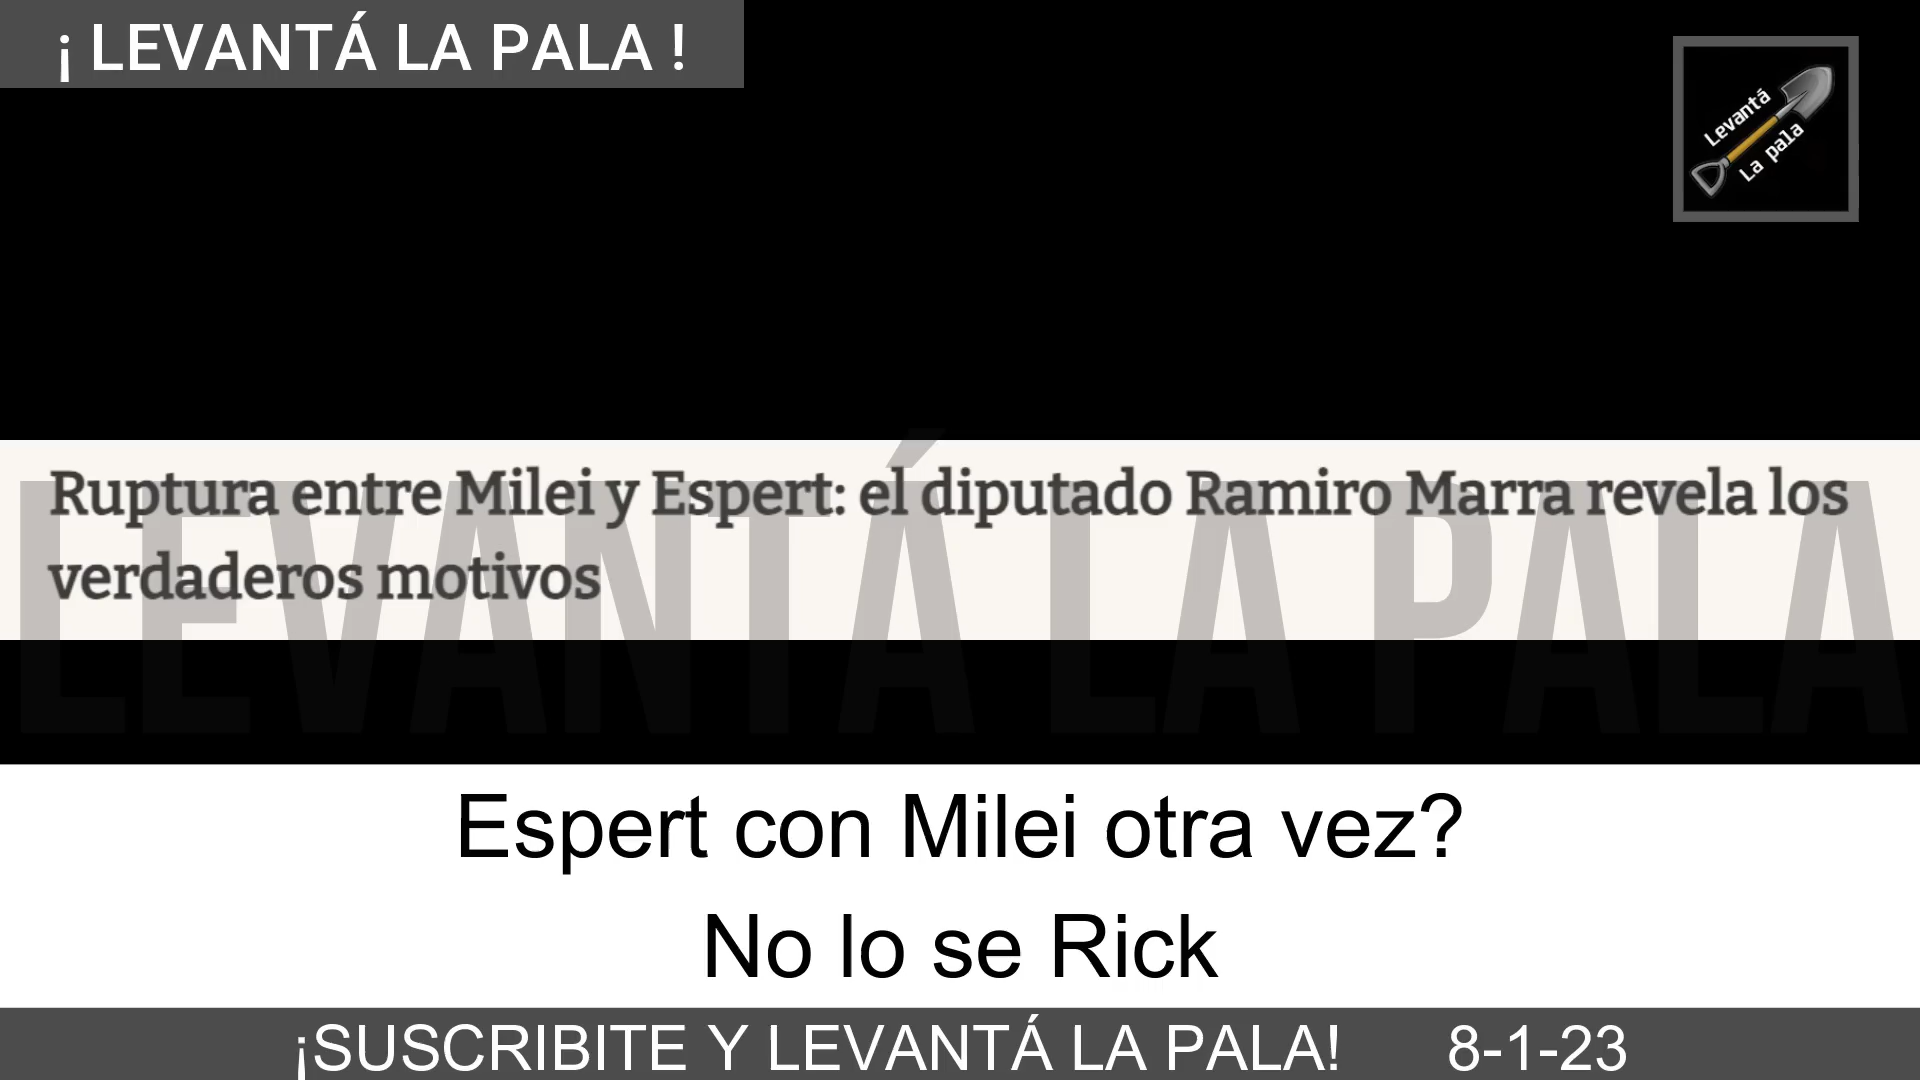 ¡ LEVANTÁ LA PALA !
Levantá
La pala
Ruptura entre Milei y Espert: el diputado Ramiro Marra revela los
verdaderos motivos
LEVANTÁ LA PALA
Espert con Milei otra vez?
No lo se Rick
¡SUSCRIBITE Y LEVANTÁ LA PALA! 8-1-23